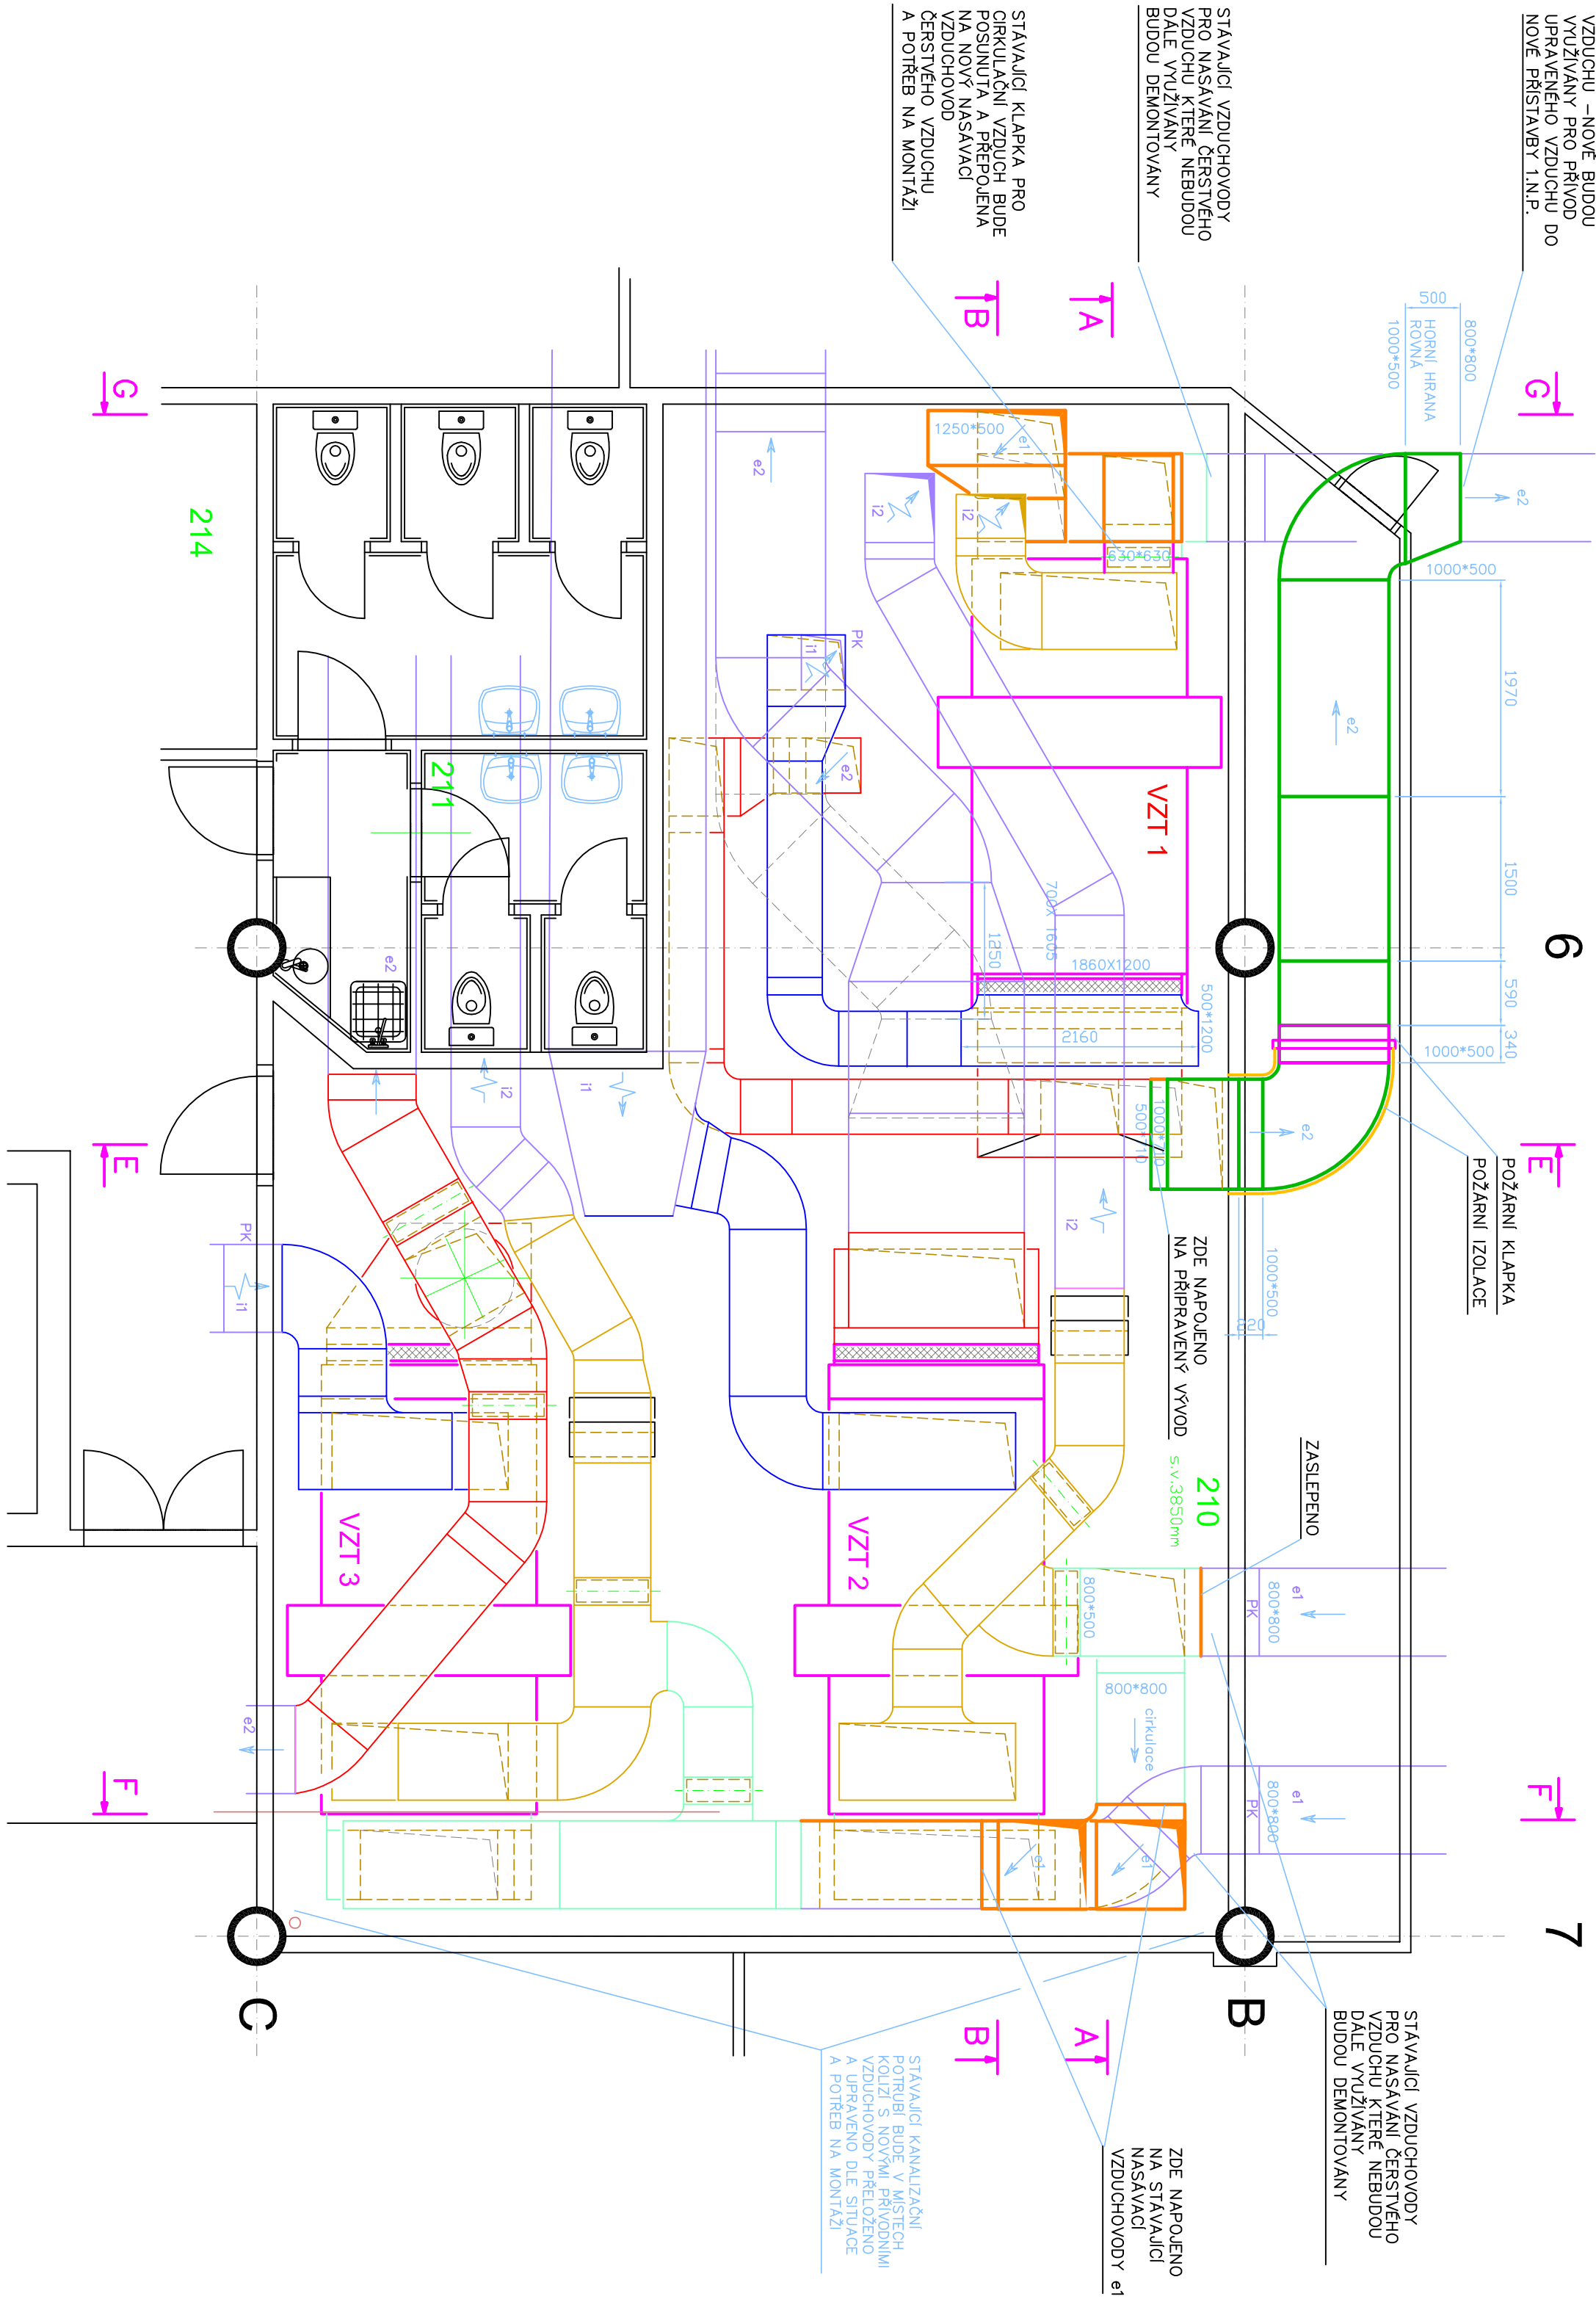 VZDUCHU –NOVĚ BUDOU
VYUŽÍVÁNY PRO PŘÍVOD
UPRAVENÉHO VZDUCHU DO
NOVÉ PŘÍSTAVBY 1.N.P.
STÁVAJÍCÍ VZDUCHOVODY
PRO NASÁVÁNÍ ČERSTVÉHO
VZDUCHU KTERÉ NEBUDOU
DÁLE VYUŽÍVÁNY
BUDOU DEMONTOVÁNY
STÁVAJÍCÍ KLAPKA PRO
CIRKULAČNÍ VZDUCH BUDE
POSUNUTA A PŘEPOJENA
NA NOVÝ NASÁVACÍ
VZDUCHOVOD
ČERSTVÉHO VZDUCHU
A POTŘEB NA MONTÁŽI
500
800*800
HORNÍ HRANA
ROVNÁ
1000*500
G
A
B
G
e2
1000*500
1970
1500
590
340
1000*500
6
e2
1250*500
e1
630*630
e2
i2
i2
PK
i1
e2
VZT 1
700X 1605
1250
1860X1200
500*1200
2160
214
211
e2
i2
i1
E
E
POŽÁRNÍ KLAPKA
POŽÁRNÍ IZOLACE
e2
1000*500
220
ZDE NAPOJENO
NA PŘIPRAVENÝ VÝVOD
i2
PK
i1
210
s.v.3850mm
ZASLEPENO
VZT 2
VZT 3
800*500
e1
800*800
PK
800*800
cirkulace
e1
800*800
PK
e2
e1
e1
F
F
7
B
C
A
B
STÁVAJÍCÍ VZDUCHOVODY
PRO NASÁVÁNÍ ČERSTVÉHO
VZDUCHU KTERÉ NEBUDOU
DÁLE VYUŽÍVÁNY
BUDOU DEMONTOVÁNY
ZDE NAPOJENO
NA STÁVAJÍCÍ
NASÁVACÍ
VZDUCHOVODY e1
STÁVAJÍCÍ KANALIZAČNÍ
POTRUBÍ BUDE V MÍSTECH
KOLIZÍ S NOVÝMI PŘÍVODNÍMI
VZDUCHOVODY PŘELOŽENO
A UPRAVENO DLE SITUACE
A POTŘEB NA MONTÁŽI